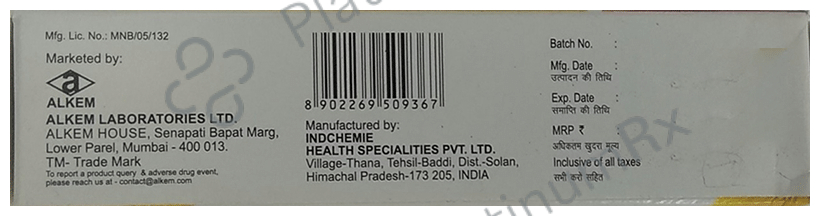 Mfg. Lic. No.: MNB/05/132
Marketed by:
ALKEM
ALKEM LABORATORIES LTD.
ALKEM HOUSE, Senapati Bapat Marg,
Lower Parel, Mumbai - 400 013.
TM- Trade Mark
To report a product query & adverse drug event,
please reach us at - contact@alkem.com
8 902269 509367
Manufactured by:
INDCHEMIE
HEALTH SPECIALITIES PVT. LTD.
Village-Thana, Tehsil-Baddi, Dist.-Solan,
Himachal Pradesh-173 205, INDIA
Batch No. :
Mfg. Date :
उत्पादन की तिथि
Exp. Date :
समाप्ति की तिथि
MRP ₹ :
अधिकतम खुदरा मूल्य
Inclusive of all taxes
सभी करों सहित
PlatinumRx